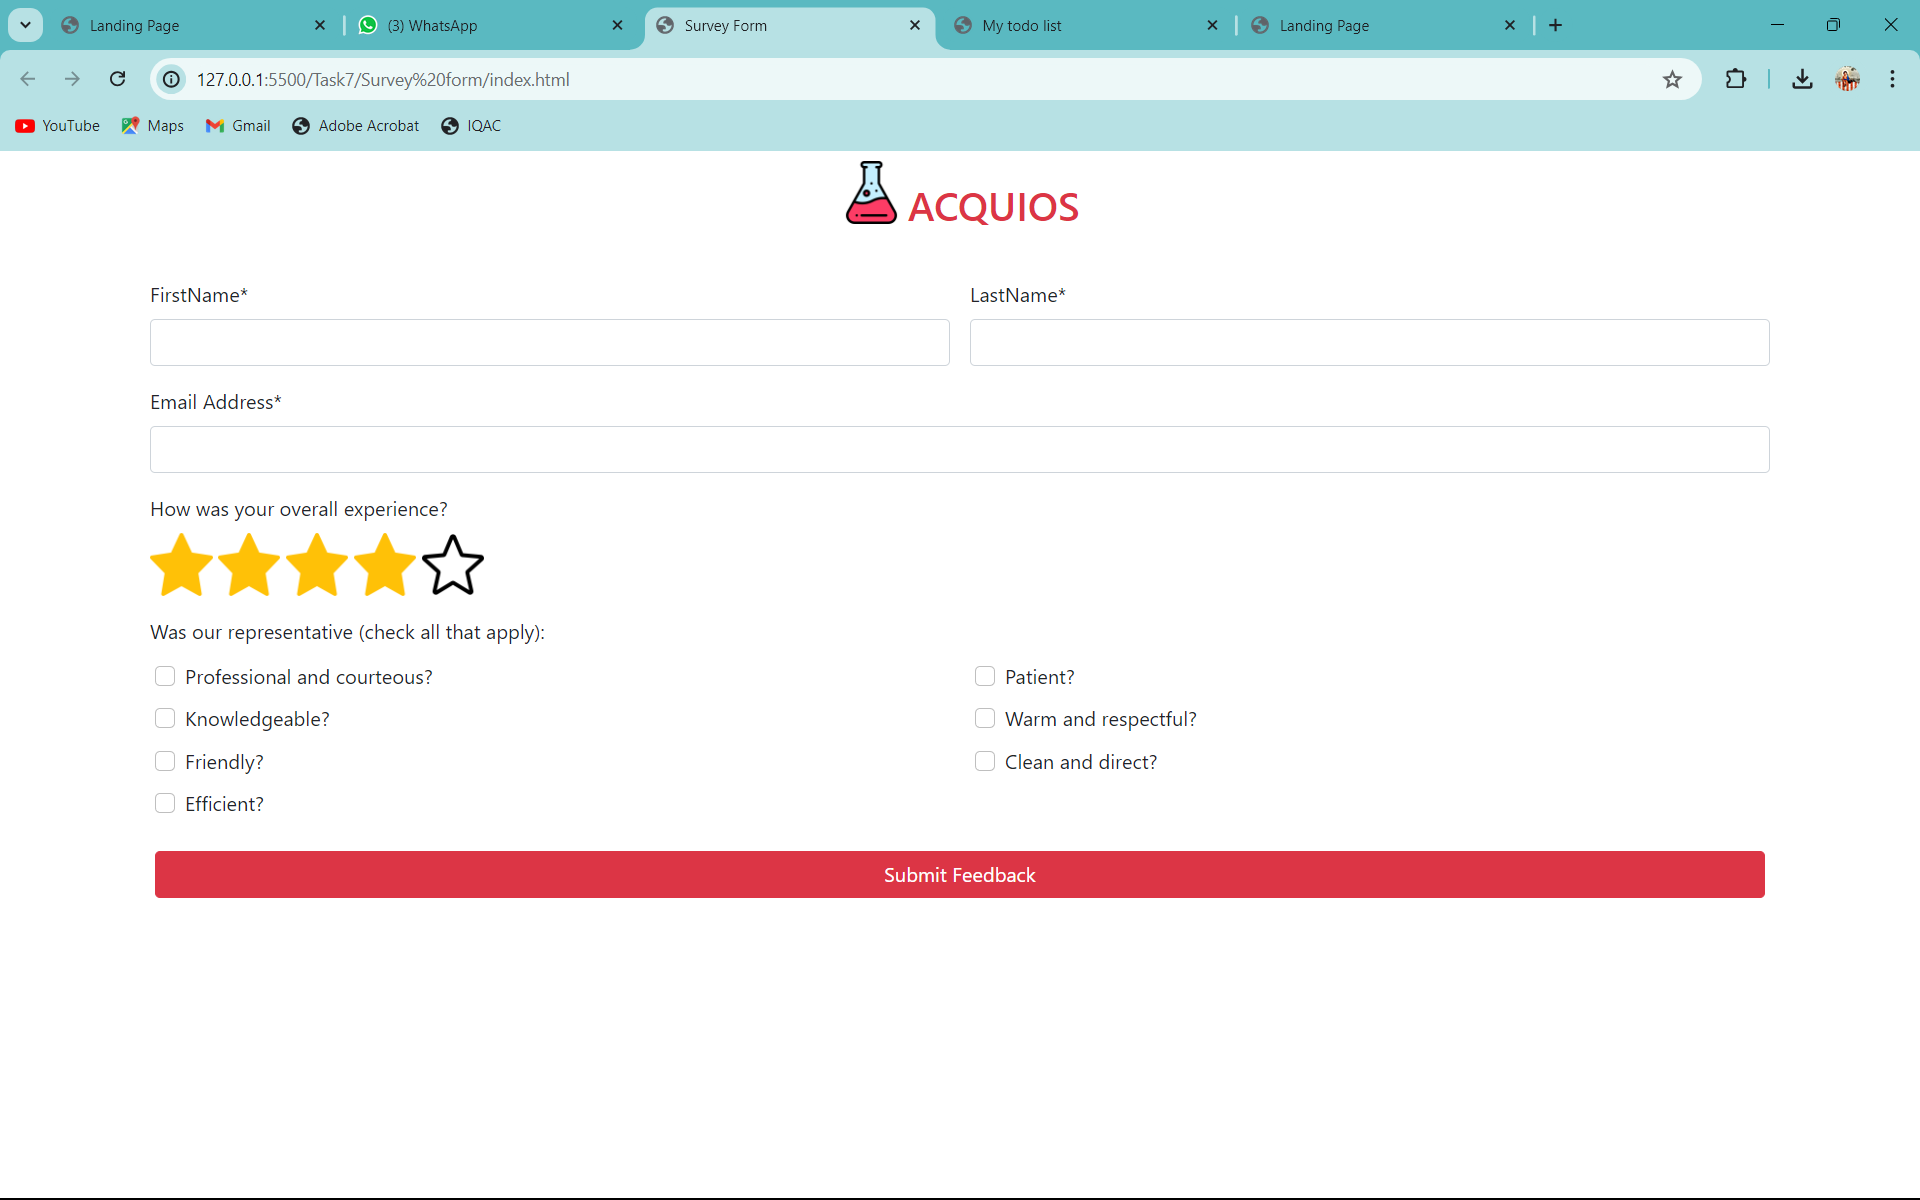 Landing Page (3) WhatsApp Survey Form My todo list Landing Page
127.0.0.1:5500/Task7/Survey%20form/index.html
YouTube Maps Gmail Adobe Acrobat IQAC
ACQUIOS
FirstName* LastName*
Email Address*
How was your overall experience?
Was our representative (check all that apply):
Professional and courteous? Patient?
Knowledgeable? Warm and respectful?
Friendly? Clean and direct?
Efficient?
Submit Feedback